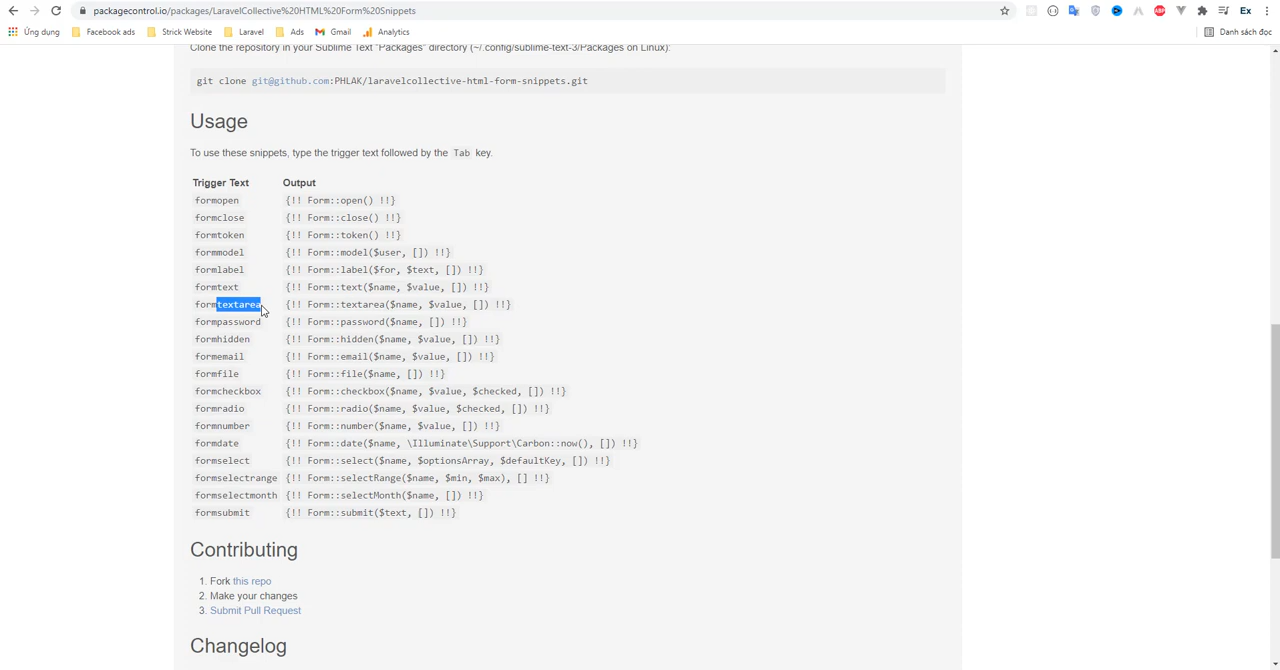 packagecontrol.io/packages/LaravelCollective%20HTML%20Form%20Snippets
Ex
Ứng dụng Facebook ads Strick Website Laravel Ads Gmail Analytics Danh sách đọc
Clone the repository in your Sublime Text "Packages" directory (~/.config/sublime-text-3/Packages on Linux):
git clone git@github.com:PHLAK/laravelcollective-html-form-snippets.git
Usage
To use these snippets, type the trigger text followed by the Tab key.
Trigger Text Output
formopen {!! Form::open() !!}
formclose {!! Form::close() !!}
formtoken {!! Form::token() !!}
formmodel {!! Form::model($user, []) !!}
formlabel {!! Form::label($for, $text, []) !!}
formtext {!! Form::text($name, $value, []) !!}
formtextarea {!! Form::textarea($name, $value, []) !!}
formpassword {!! Form::password($name, []) !!}
formhidden {!! Form::hidden($name, $value, []) !!}
formemail {!! Form::email($name, $value, []) !!}
formfile {!! Form::file($name, []) !!}
formcheckbox {!! Form::checkbox($name, $value, $checked, []) !!}
formradio {!! Form::radio($name, $value, $checked, []) !!}
formnumber {!! Form::number($name, $value, []) !!}
formdate {!! Form::date($name, \Illuminate\Support\Carbon::now(), []) !!}
formselect {!! Form::select($name, $optionsArray, $defaultKey, []) !!}
formselectrange {!! Form::selectRange($name, $min, $max), [] !!}
formselectmonth {!! Form::selectMonth($name, []) !!}
formsubmit {!! Form::submit($text, []) !!}
Contributing
1. Fork this repo
2. Make your changes
3. Submit Pull Request
Changelog